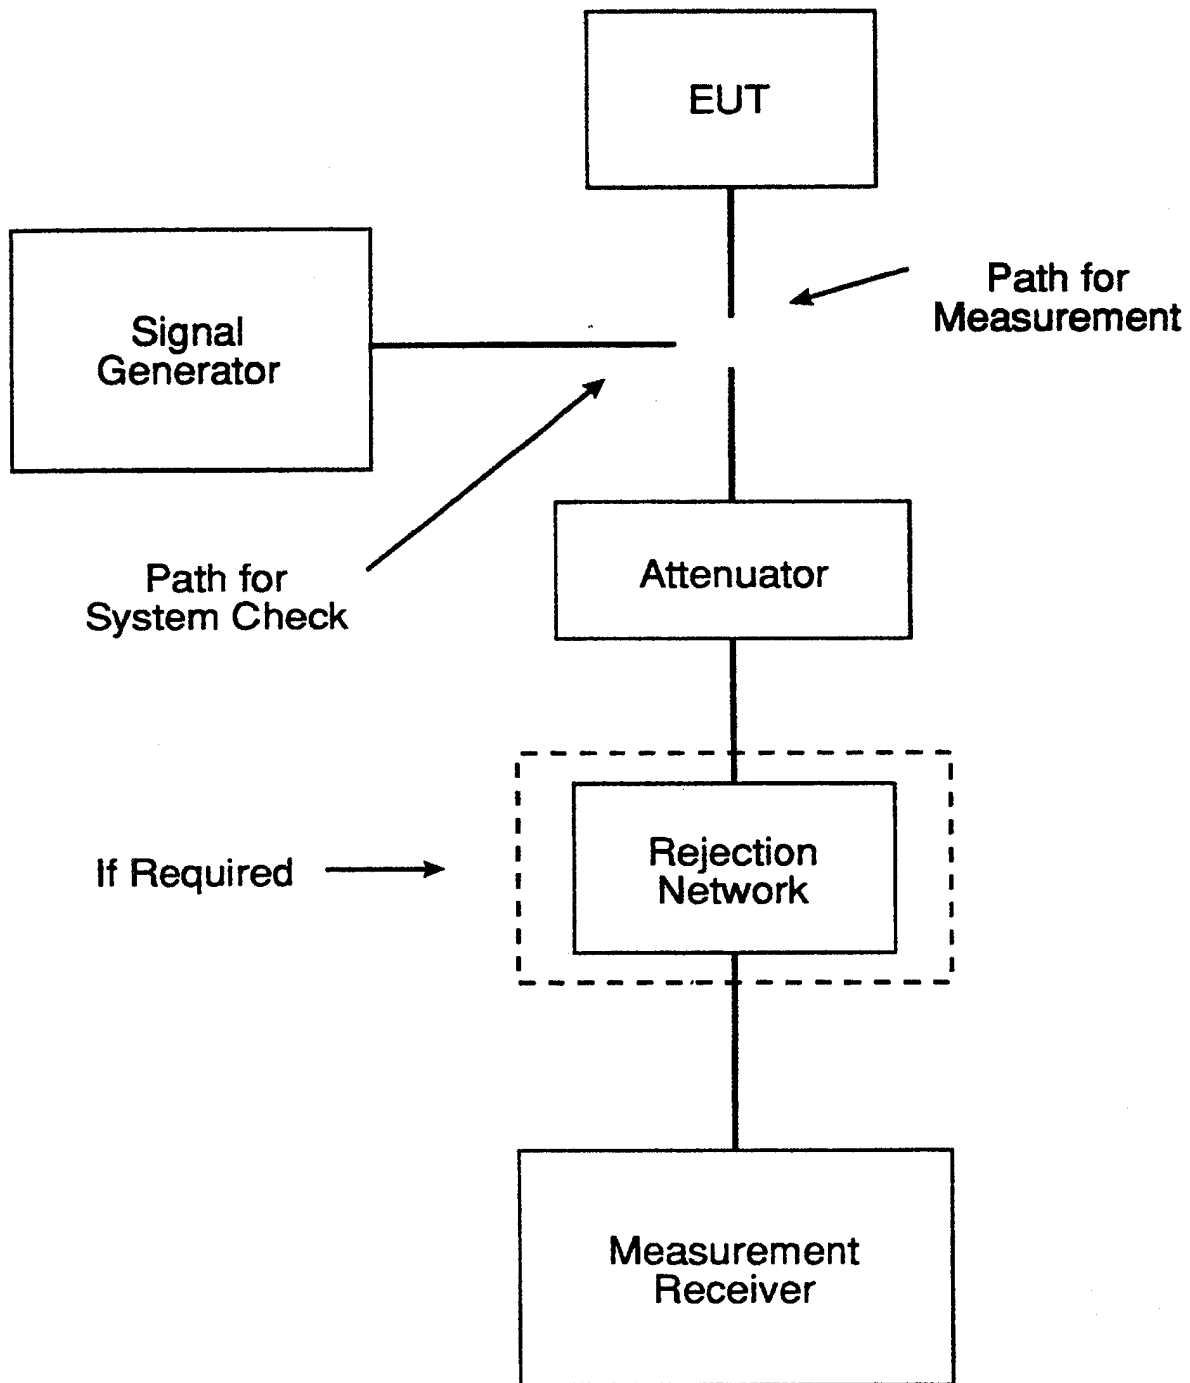 EUT
Path for
Measurement
Signal
Generator
Path for
System Check
Attenuator
If Required
Rejection
Network
Measurement
Receiver